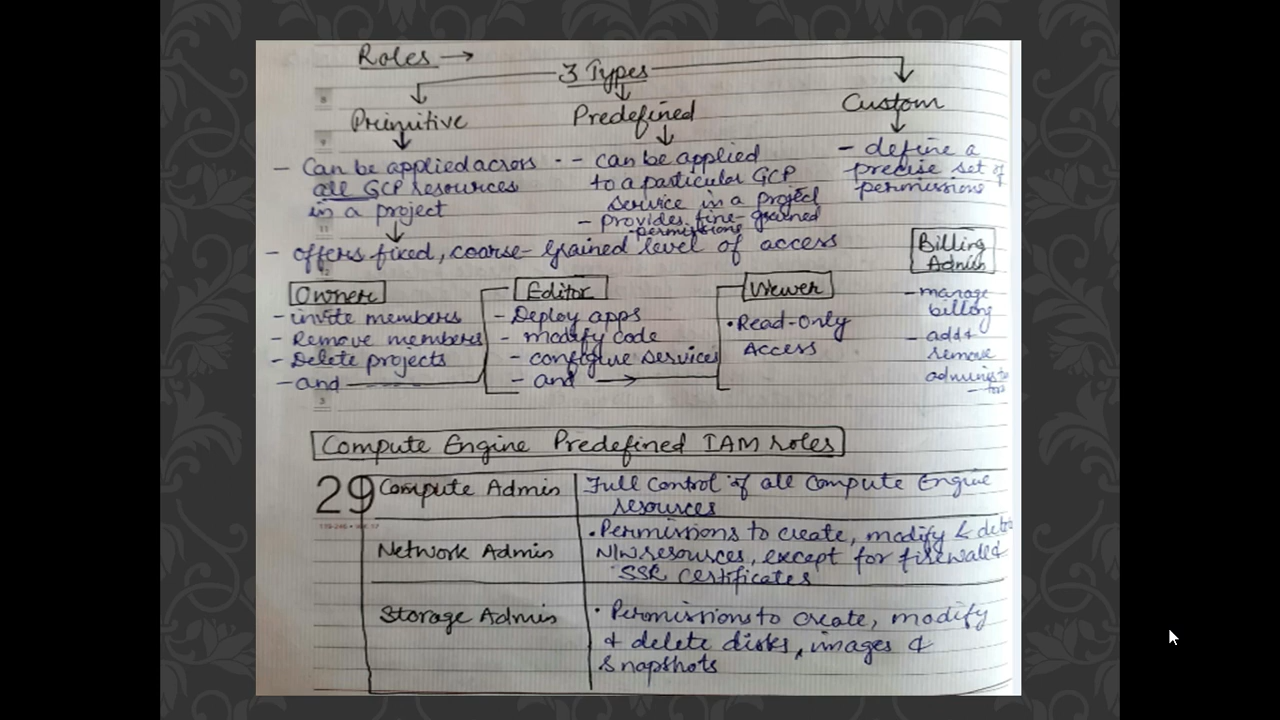 Roles →
3 Types
Primitive
Predefined
Custom
- Can be applied across
all GCP resources
in a project
- offers fixed, coarse-grained level of access
- can be applied
to a particular GCP
service in a project
- provides fine-grained
permissions
- define a
precise set of
permissions
Owner
- invite members
- Remove members
- Delete projects
- and
Editor
- Deploy apps
- modify code
- configure services
- and
Viewer
• Read-Only
Access
Billing
Admin
- manage
billing
- add +
remove
administ
tors
Compute Engine Predefined IAM roles
29
Compute Admin
Full Control of all Compute Engine
resources
Network Admin
• Permissions to create, modify &
N/W resources, except for firewall &
SSR certificates
Storage Admin
• Permissions to create, modify
& delete disks, images &
snapshots